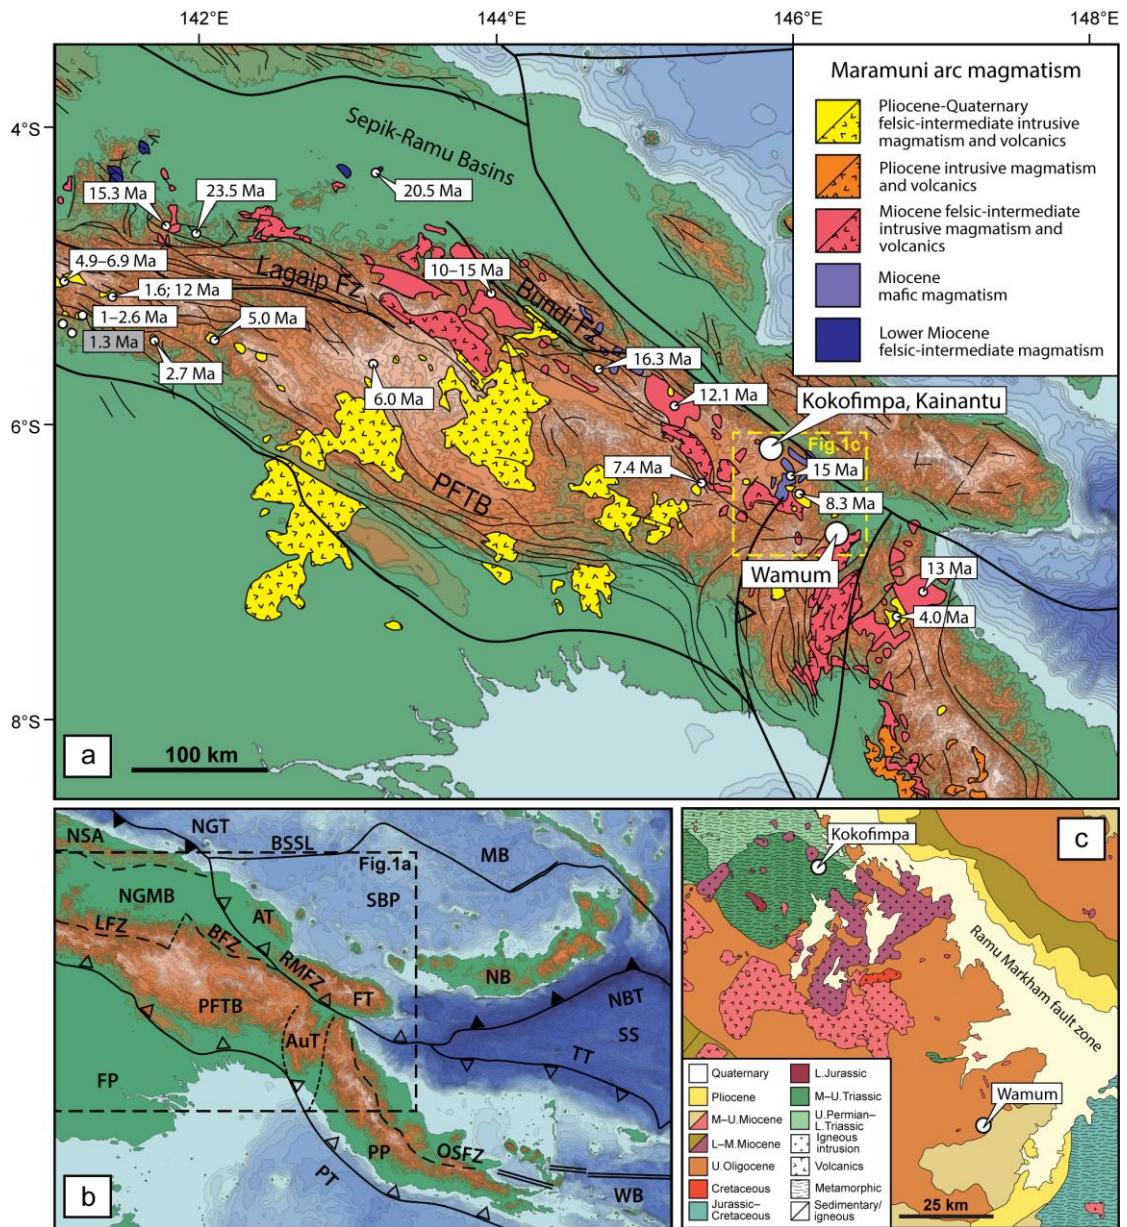 142°E
144°E
146°E
148°E
4°S
6°S
8°S
Maramuni arc magmatism
Pliocene-Quaternary
felsic-intermediate intrusive
magmatism and volcanics
Pliocene intrusive magmatism
and volcanics
Miocene felsic-intermediate
intrusive magmatism and
volcanics
Miocene
mafic magmatism
Lower Miocene
felsic-intermediate magmatism
Sepik-Ramu Basins
15.3 Ma
23.5 Ma
20.5 Ma
4.9–6.9 Ma
Lagaip Fz
10–15 Ma
Bundi Fz
1.6; 12 Ma
1–2.6 Ma
5.0 Ma
1.3 Ma
2.7 Ma
6.0 Ma
16.3 Ma
12.1 Ma
Kokofimpa, Kainantu
Fig.1c
15 Ma
7.4 Ma
8.3 Ma
PFTB
Wamum
13 Ma
4.0 Ma
a
100 km
NSA
NGT
BSSL
MB
Fig.1a
SBP
NGMB
AT
LFZ
BFZ
RMFZ
NB
FT
NBT
PFTB
SS
AuT
TT
FP
PP
OSFZ
PT
WB
b
c
Kokofimpa
Ramu Markham fault zone
Wamum
Quaternary
Pliocene
M–U.Miocene
L–M.Miocene
U.Oligocene
Cretaceous
Jurassic–
Cretaceous
L.Jurassic
M–U.Triassic
U.Permian–
L.Triassic
Igneous
intrusion
Volcanics
Metamorphic
Sedimentary/
igneous
25 km